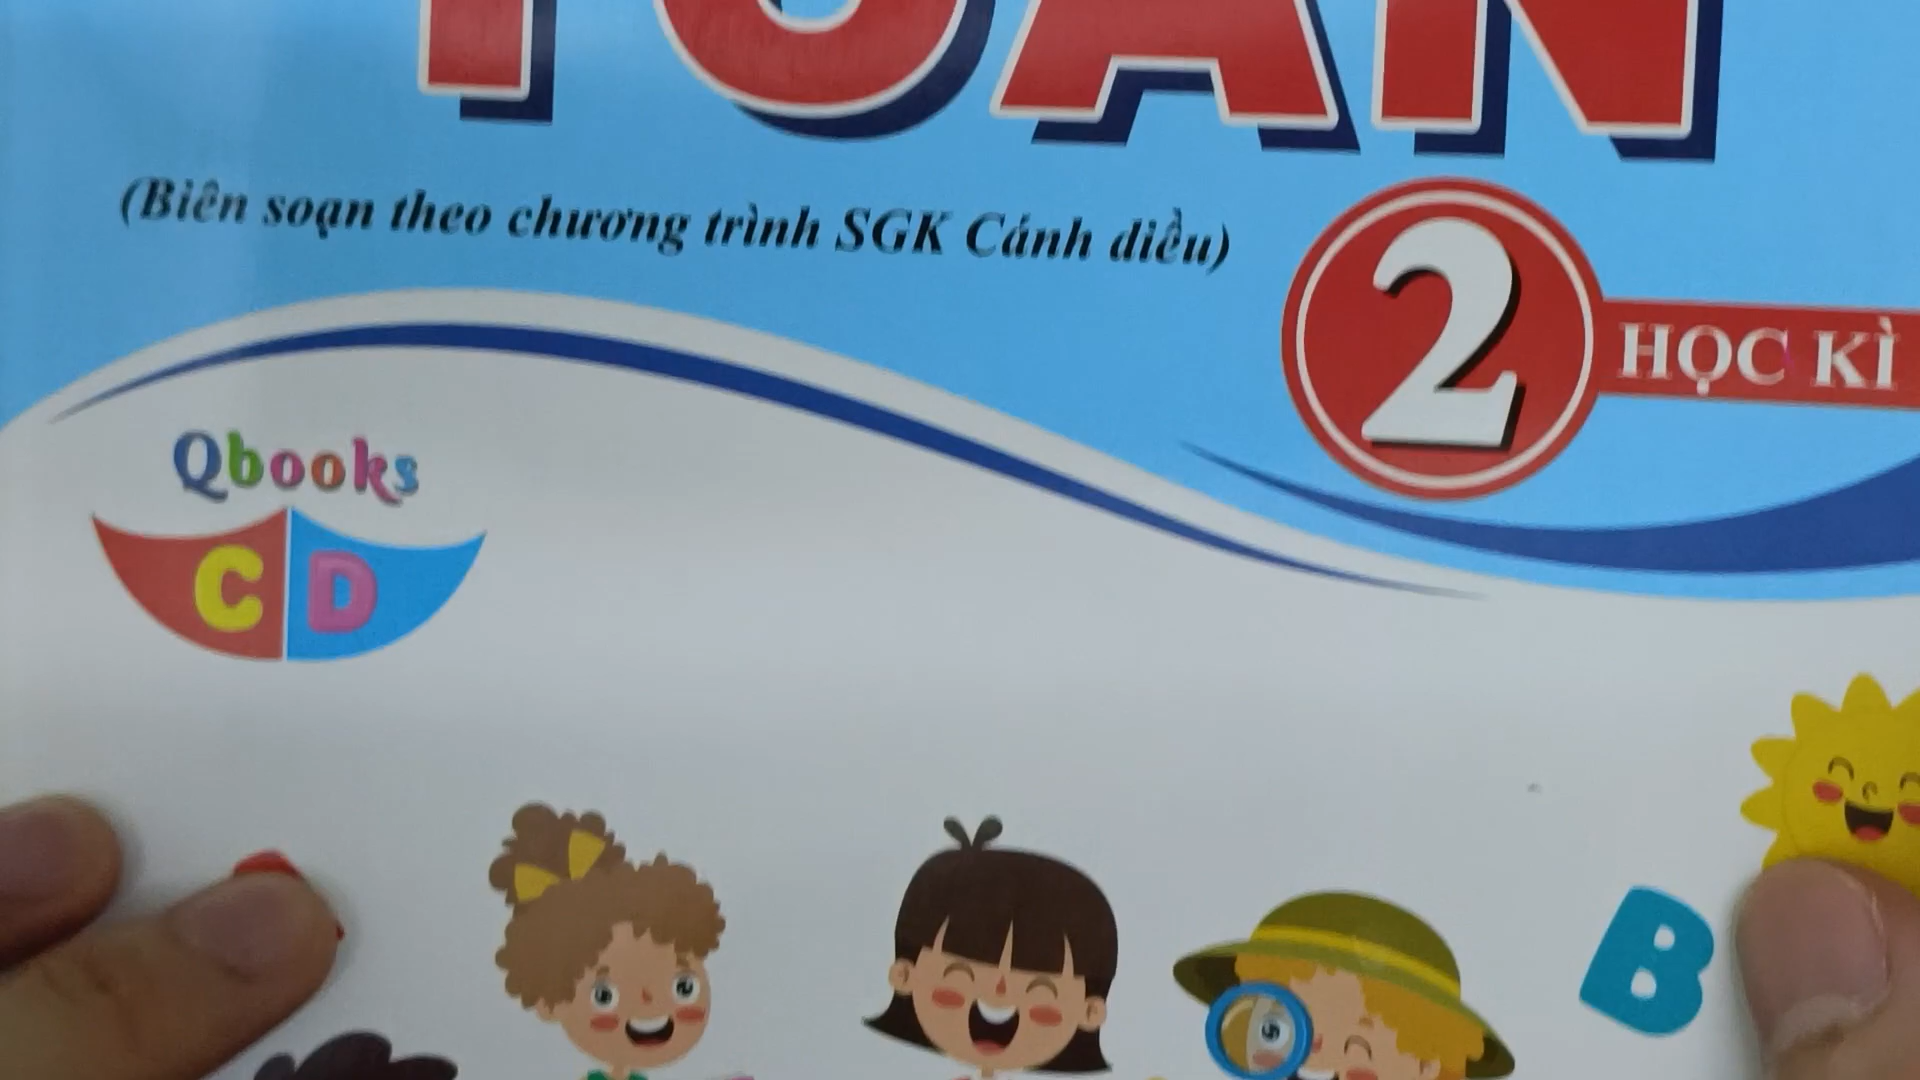 TOÁN
(Biên soạn theo chương trình SGK Cánh diều)
2
HỌC KÌ
Qbooks
C D
B